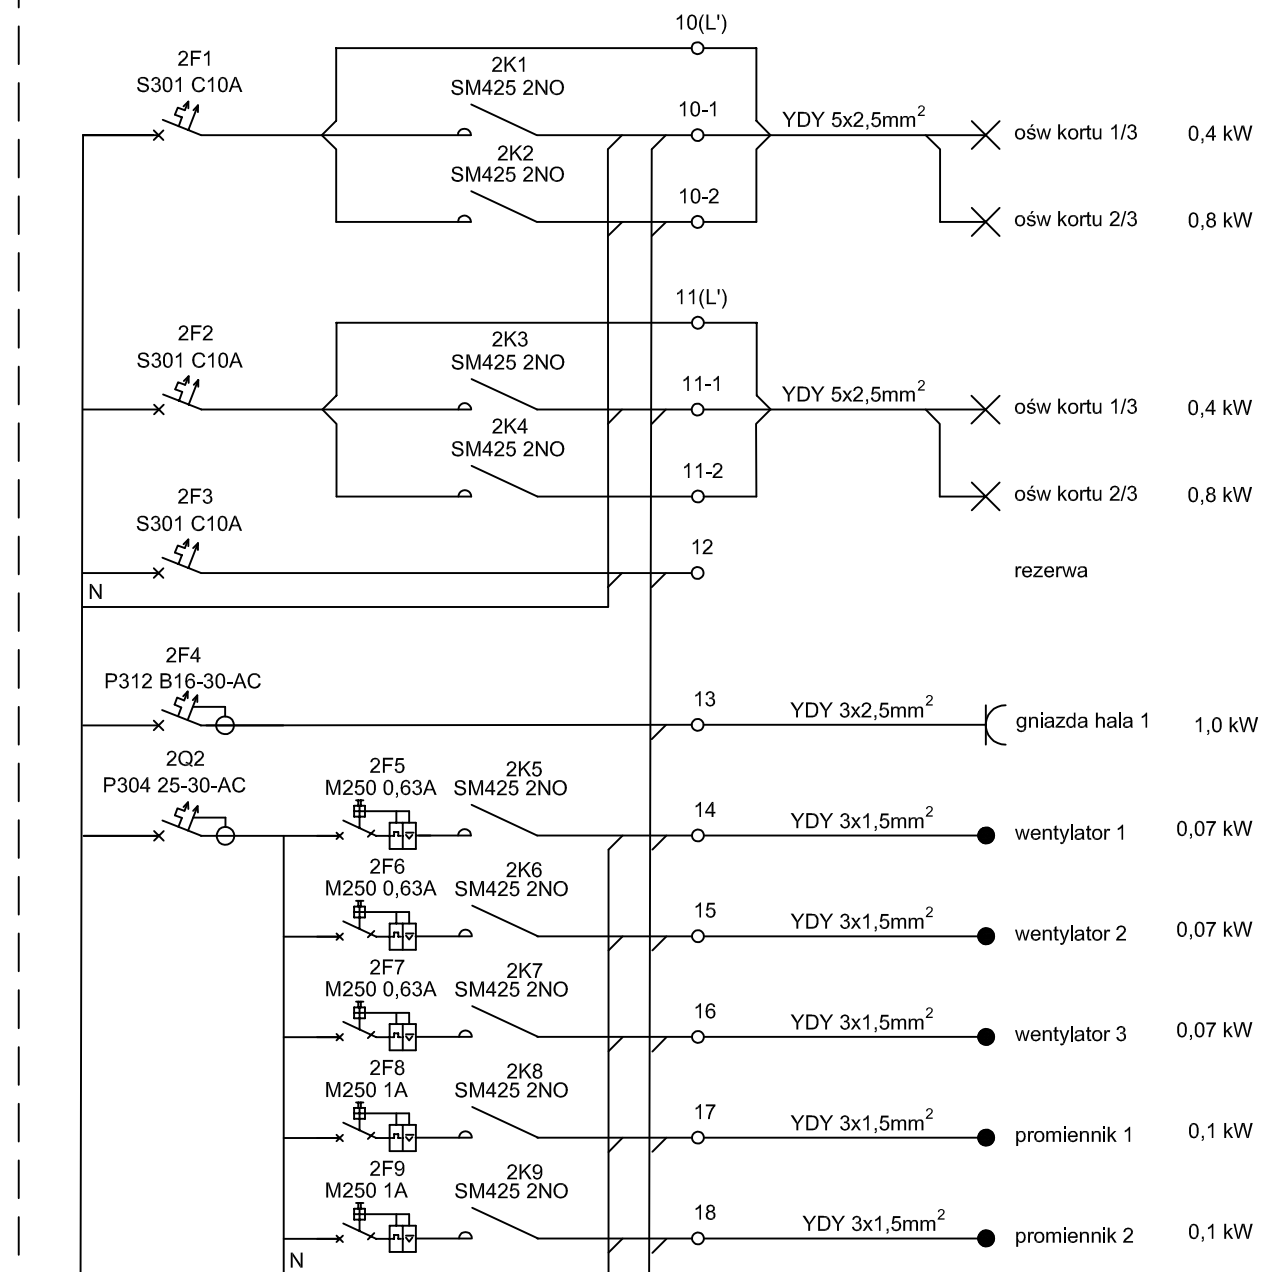 10(L')
2F1
S301 C10A
2K1
SM425 2NO
10-1
YDY 5x2,5mm²
ośw kortu 1/3
0,4 kW
2K2
SM425 2NO
10-2
ośw kortu 2/3
0,8 kW
11(L')
2F2
S301 C10A
2K3
SM425 2NO
11-1
YDY 5x2,5mm²
ośw kortu 1/3
0,4 kW
2K4
SM425 2NO
11-2
ośw kortu 2/3
0,8 kW
2F3
S301 C10A
12
rezerwa
N
2F4
P312 B16-30-AC
13
YDY 3x2,5mm²
gniazda hala 1
1,0 kW
2Q2
P304 25-30-AC
2F5
M250 0,63A
2K5
SM425 2NO
14
YDY 3x1,5mm²
wentylator 1
0,07 kW
2F6
M250 0,63A
2K6
SM425 2NO
15
YDY 3x1,5mm²
wentylator 2
0,07 kW
2F7
M250 0,63A
2K7
SM425 2NO
16
YDY 3x1,5mm²
wentylator 3
0,07 kW
2F8
M250 1A
2K8
SM425 2NO
17
YDY 3x1,5mm²
promiennik 1
0,1 kW
2F9
M250 1A
2K9
SM425 2NO
18
YDY 3x1,5mm²
promiennik 2
0,1 kW
N